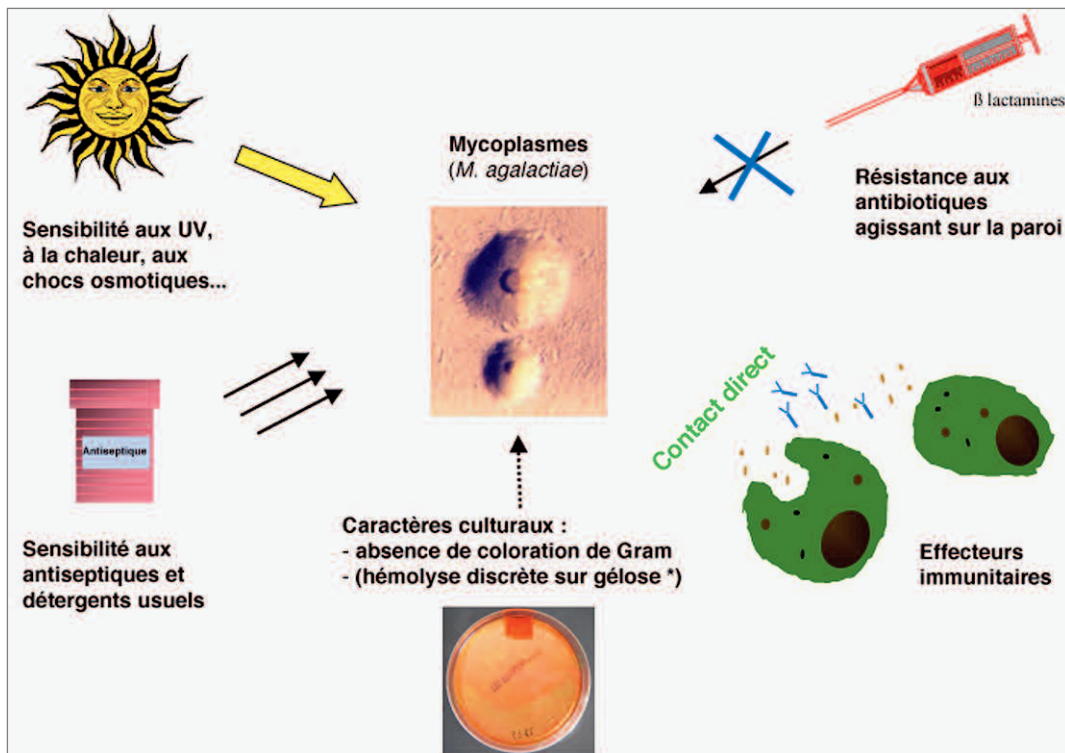 Mycoplasmes
(M. agalactiae)
ß lactamines
Résistance aux
antibiotiques
agissant sur la paroi
Sensibilité aux UV,
à la chaleur, aux
chocs osmotiques...
Antiseptique
Sensibilité aux
antiseptiques et
détergents usuels
Contact direct
Caractères culturaux :
- absence de coloration de Gram
- (hémolyse discrète sur gélose *)
Effecteurs
immunitaires